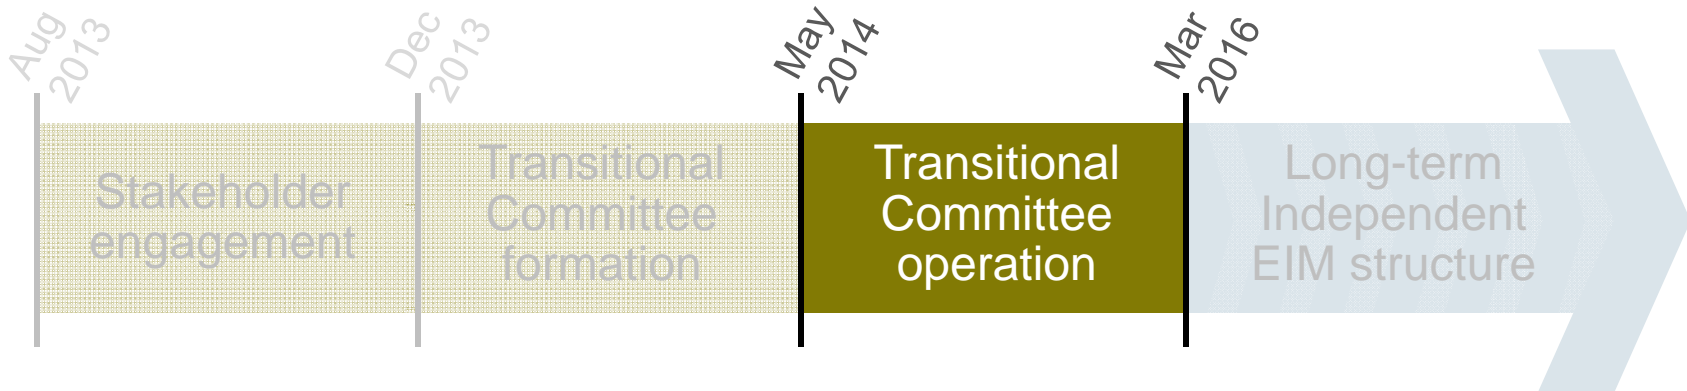 Aug
2013
Dec
2013
May
2014
Mar
2016
Stakeholder
engagement
Transitional
Committee
formation
Transitional
Committee
operation
Long-term
Independent
EIM structure